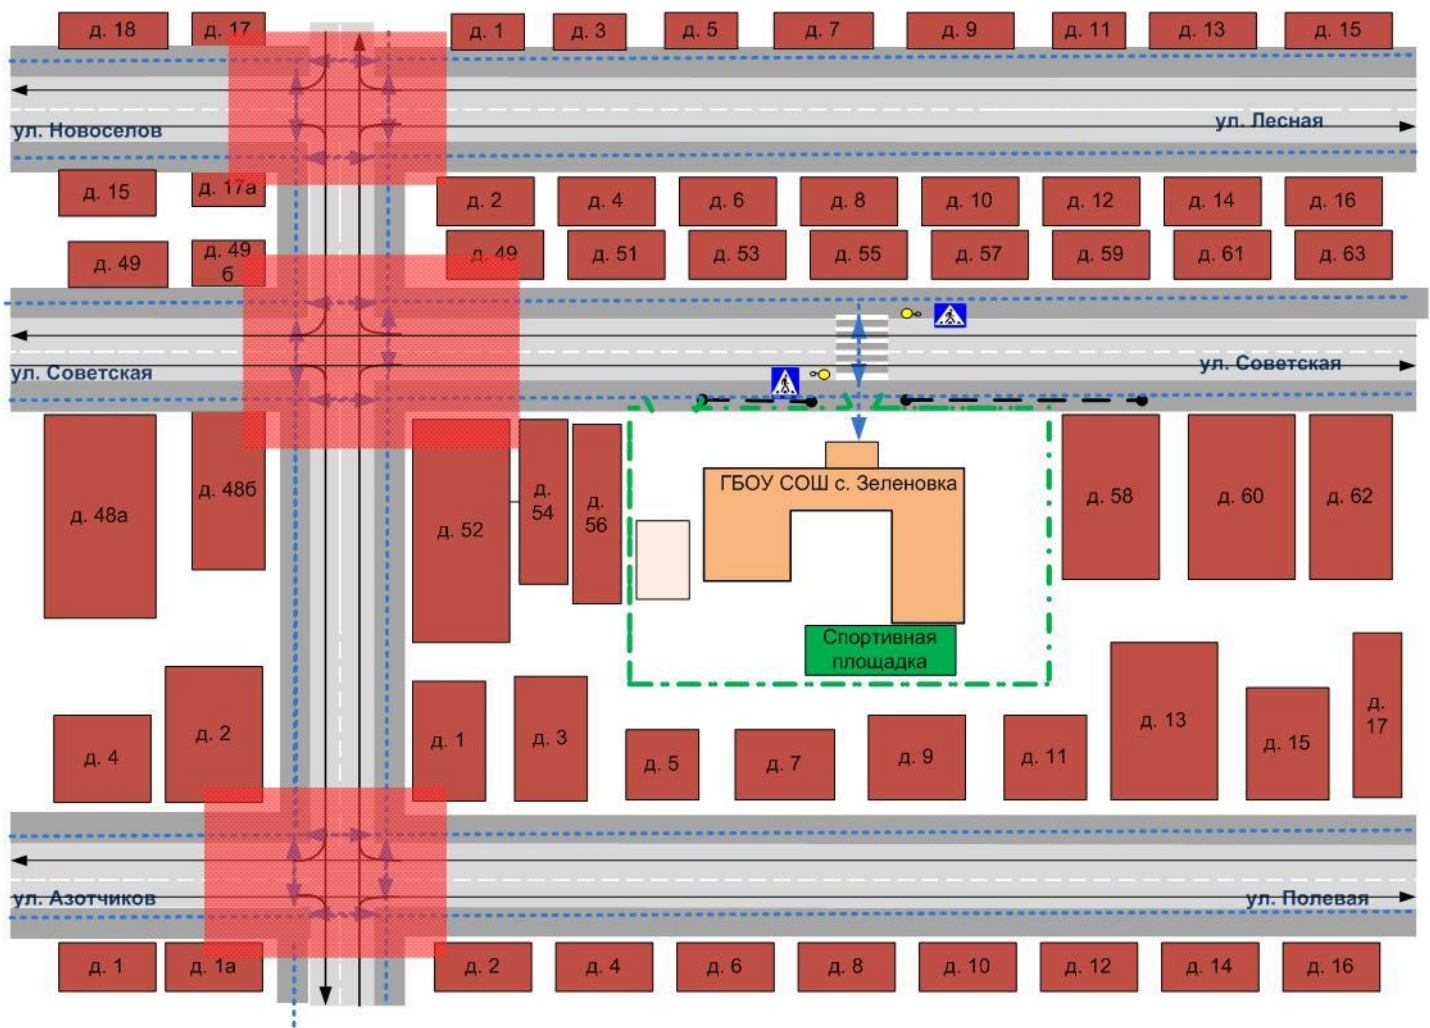 д. 18
д. 17
д. 1
д. 3
д. 5
д. 7
д. 9
д. 11
д. 13
д. 15
ул. Новоселов
ул. Лесная
д. 15
д. 17а
д. 2
д. 4
д. 6
д. 8
д. 10
д. 12
д. 14
д. 16
д. 49
д. 49
б
д. 49
д. 51
д. 53
д. 55
д. 57
д. 59
д. 61
д. 63
ул. Советская
ул. Советская
д. 48а
д. 48б
д. 52
д.
54
д.
56
ГБОУ СОШ с. Зеленовка
д. 58
д. 60
д. 62
Спортивная
площадка
д. 4
д. 2
д. 1
д. 3
д. 5
д. 7
д. 9
д. 11
д. 13
д. 15
д.
17
ул. Азотчиков
ул. Полевая
д. 1
д. 1а
д. 2
д. 4
д. 6
д. 8
д. 10
д. 12
д. 14
д. 16